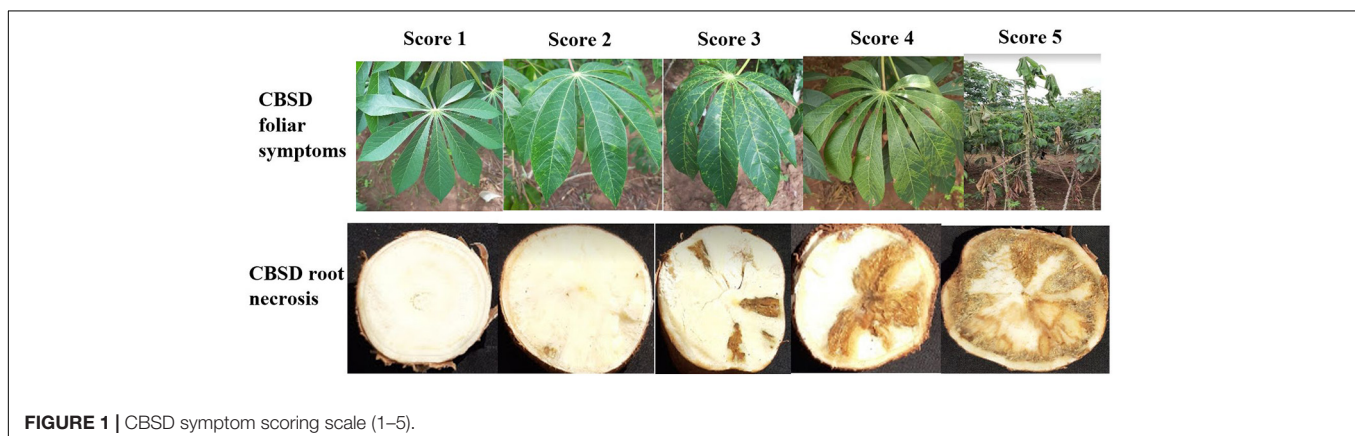 Score 1 Score 2 Score 3 Score 4 Score 5
CBSD
foliar
symptoms
CBSD root
necrosis
FIGURE 1 | CBSD symptom scoring scale (1–5).